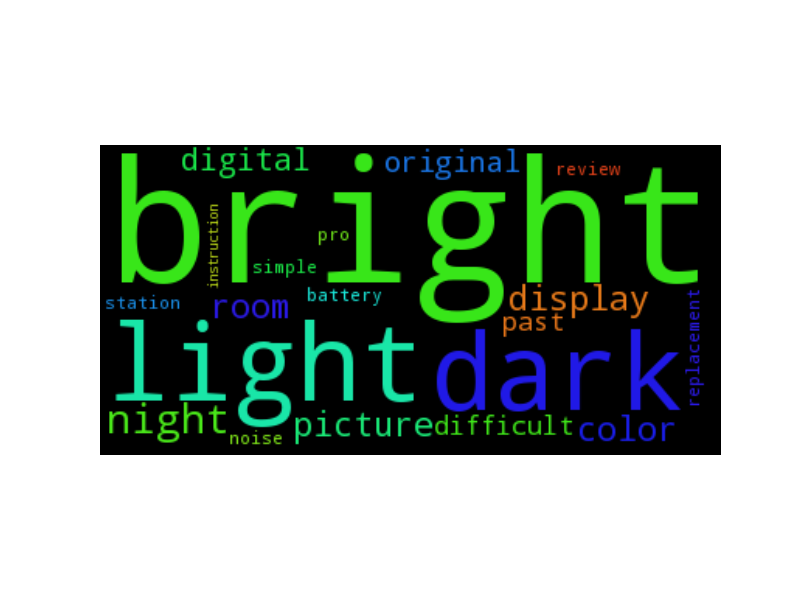 digital
original
review
bright
instruction
pro
simple
station
room
battery
display
past
replacement
light
dark
night
noise
picture
difficult
color